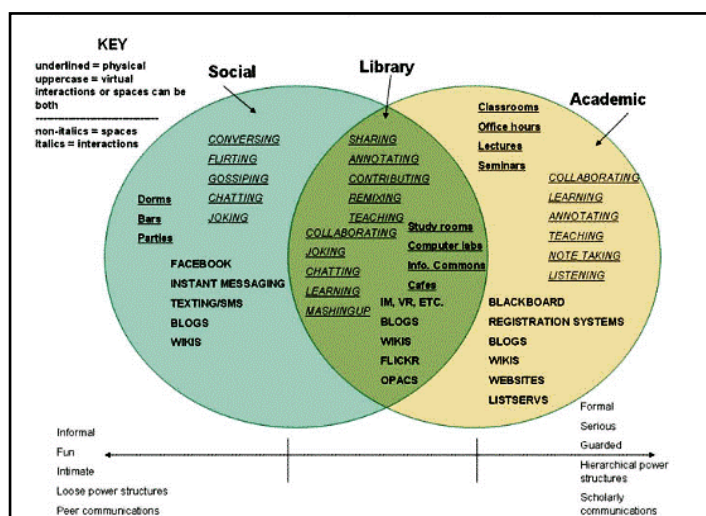 KEY
underlined = physical
uppercase = virtual
interactions or spaces can be
both
non-italics = spaces
italics = interactions
Social
Library
Academic
CONVERSING
FLIRTING
GOSSIPING
CHATTING
JOKING
Dorms
Bars
Parties
FACEBOOK
INSTANT MESSAGING
TEXTING/SMS
BLOGS
WIKIS
SHARING
ANNOTATING
CONTRIBUTING
REMIXING
TEACHING
COLLABORATING
JOKING
CHATTING
LEARNING
MASHINGUP
Study rooms
Computer labs
Info. Commons
Cafes
IM, VR, ETC.
BLOGS
WIKIS
FLICKR
OPACS
Classrooms
Office hours
Lectures
Seminars
COLLABORATING
LEARNING
ANNOTATING
TEACHING
NOTE TAKING
LISTENING
BLACKBOARD
REGISTRATION SYSTEMS
BLOGS
WIKIS
WEBSITES
LISTSERVS
Informal
Fun
Intimate
Loose power structures
Peer communications
Formal
Serious
Guarded
Hierarchical power
structures
Scholarly
communications